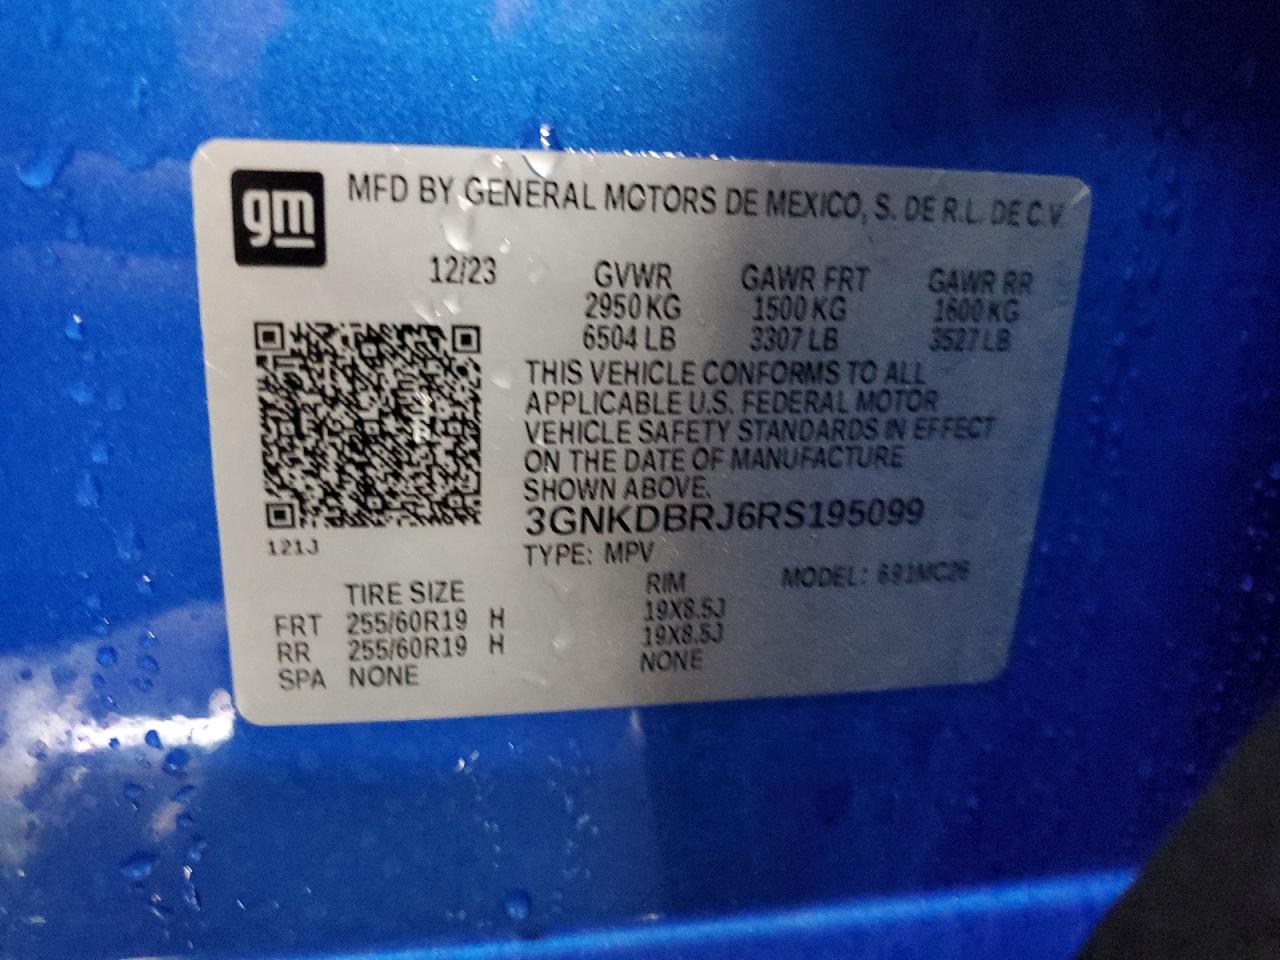 gm
MFD BY GENERAL MOTORS DE MEXICO, S. DE R.L. DE C.V.
12/23 GVWR GAWR FRT GAWR RR
2950 KG 1500 KG 1600 KG
6504 LB 3307 LB 3527 LB
THIS VEHICLE CONFORMS TO ALL
APPLICABLE U.S. FEDERAL MOTOR
VEHICLE SAFETY STANDARDS IN EFFECT
ON THE DATE OF MANUFACTURE
SHOWN ABOVE.
3GNKDBRJ6RS195099
121J
TYPE: MPV MODEL:
TIRE SIZE RIM
FRT 255/60R19 H 19X8.5J
RR 255/60R19 H 19X8.5J
SPA NONE NONE